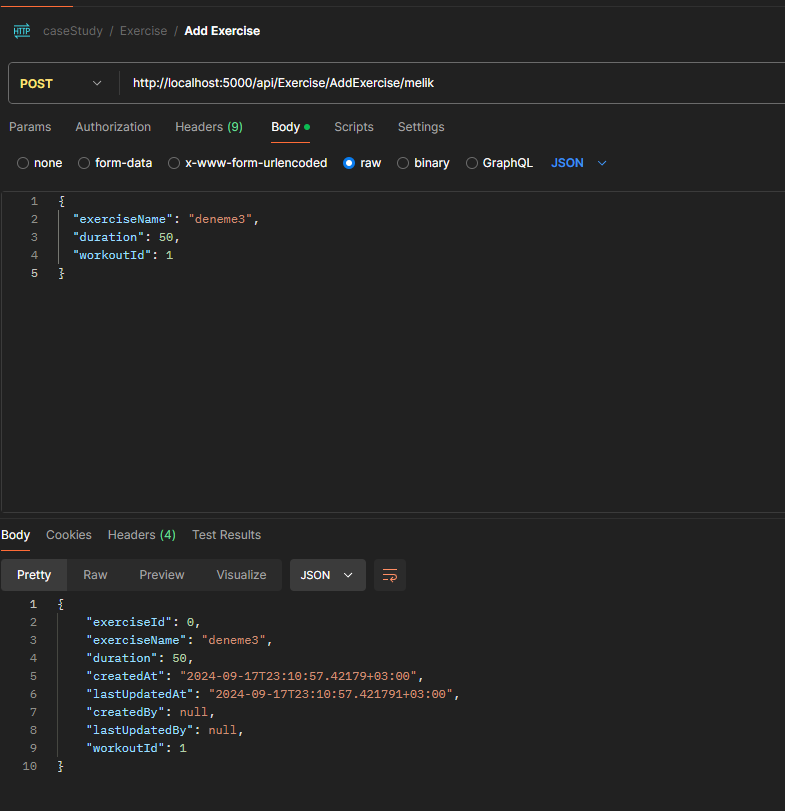 HTTP caseStudy / Exercise / Add Exercise
POST http://localhost:5000/api/Exercise/AddExercise/melik
Params Authorization Headers (9) Body Scripts Settings
none form-data x-www-form-urlencoded raw binary GraphQL JSON
1 {
2 "exerciseName": "deneme3",
3 "duration": 50,
4 "workoutId": 1
5 }
Body Cookies Headers (4) Test Results
Pretty Raw Preview Visualize JSON
1 {
2 "exerciseId": 0,
3 "exerciseName": "deneme3",
4 "duration": 50,
5 "createdAt": "2024-09-17T23:10:57.42179+03:00",
6 "lastUpdatedAt": "2024-09-17T23:10:57.421791+03:00",
7 "createdBy": null,
8 "lastUpdatedBy": null,
9 "workoutId": 1
10 }